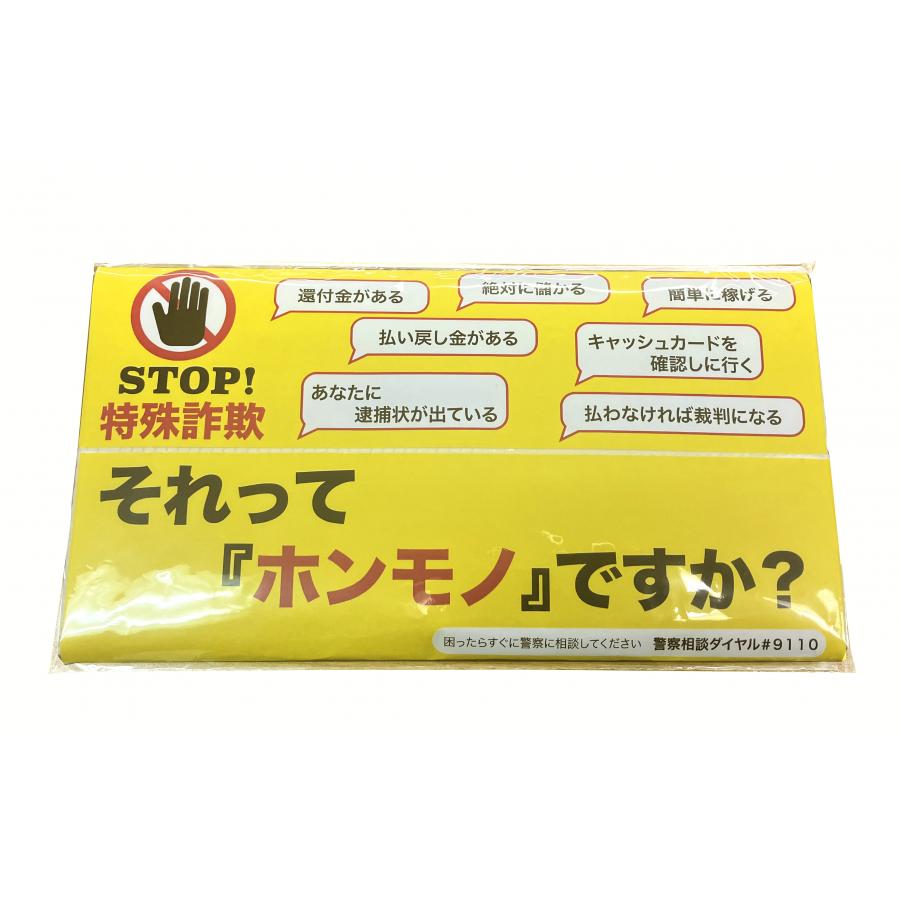 STOP!
特殊詐欺
還付金がある
絶対に儲かる
簡単に稼げる
払い戻し金がある
キャッシュカードを
確認しに行く
あなたに
逮捕状が出ている
払わなければ裁判になる
それって
『ホンモノ』ですか?
困ったらすぐに警察に相談してください 警察相談ダイヤル#9110